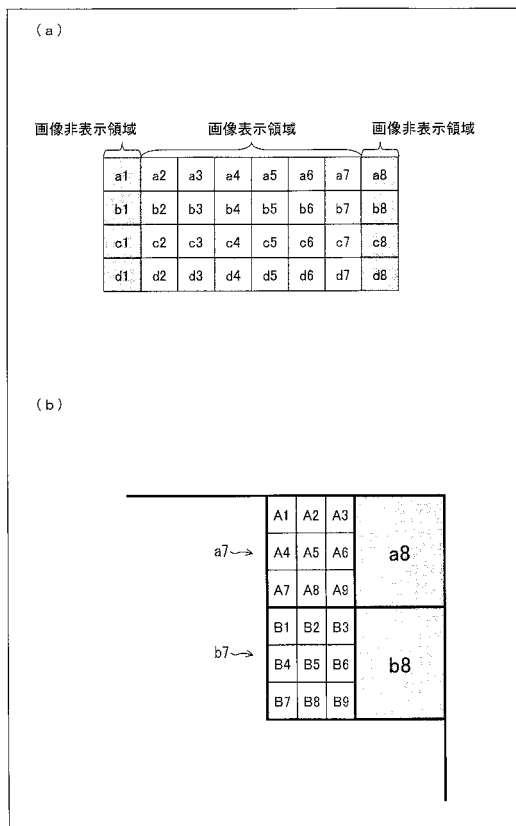 (a)
画像非表示領域 画像表示領域 画像非表示領域
a1 a2 a3 a4 a5 a6 a7 a8
b1 b2 b3 b4 b5 b6 b7 b8
c1 c2 c3 c4 c5 c6 c7 c8
d1 d2 d3 d4 d5 d6 d7 d8
(b)
A1 A2 A3
a7 A4 A5 A6 a8
A7 A8 A9
B1 B2 B3
b7 B4 B5 B6 b8
B7 B8 B9